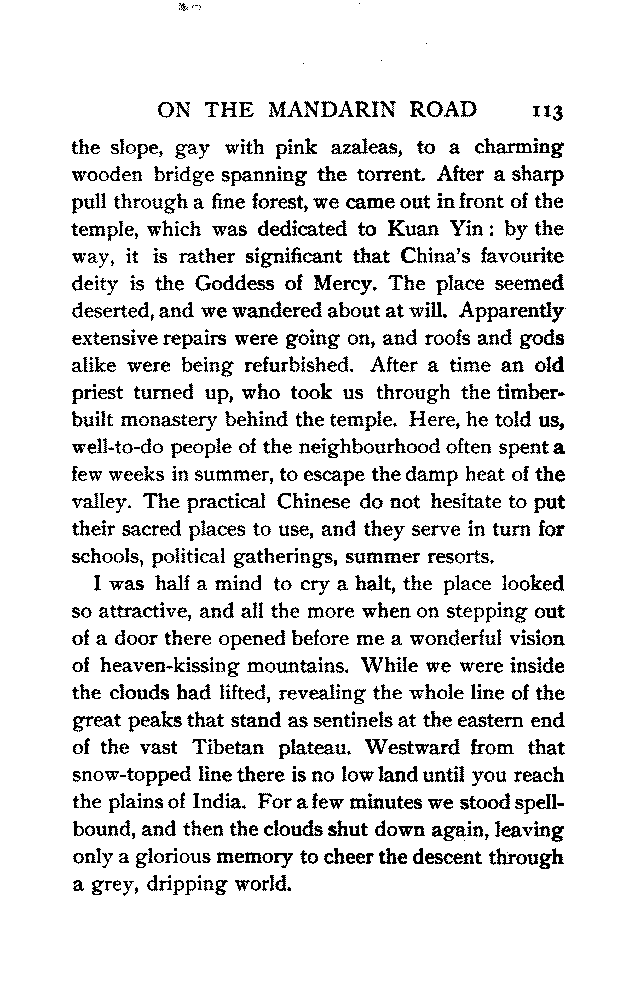 ON THE MANDARIN ROAD 113
the slope, gay with pink azaleas, to a charming
wooden bridge spanning the torrent. After a sharp
pull through a fine forest, we came out in front of the
temple, which was dedicated to Kuan Yin : by the
way, it is rather significant that China's favourite
deity is the Goddess of Mercy. The place seemed
deserted, and we wandered about at will. Apparently
extensive repairs were going on, and roofs and gods
alike were being refurbished. After a time an old
priest turned up, who took us through the timber-
built monastery behind the temple. Here, he told us,
well-to-do people of the neighbourhood often spent a
few weeks in summer, to escape the damp heat of the
valley. The practical Chinese do not hesitate to put
their sacred places to use, and they serve in turn for
schools, political gatherings, summer resorts.
I was half a mind to cry a halt, the place looked
so attractive, and all the more when on stepping out
of a door there opened before me a wonderful vision
of heaven-kissing mountains. While we were inside
the clouds had lifted, revealing the whole line of the
great peaks that stand as sentinels at the eastern end
of the vast Tibetan plateau. Westward from that
snow-topped line there is no low land until you reach
the plains of India. For a few minutes we stood spell-
bound, and then the clouds shut down again, leaving
only a glorious memory to cheer the descent through
a grey, dripping world.